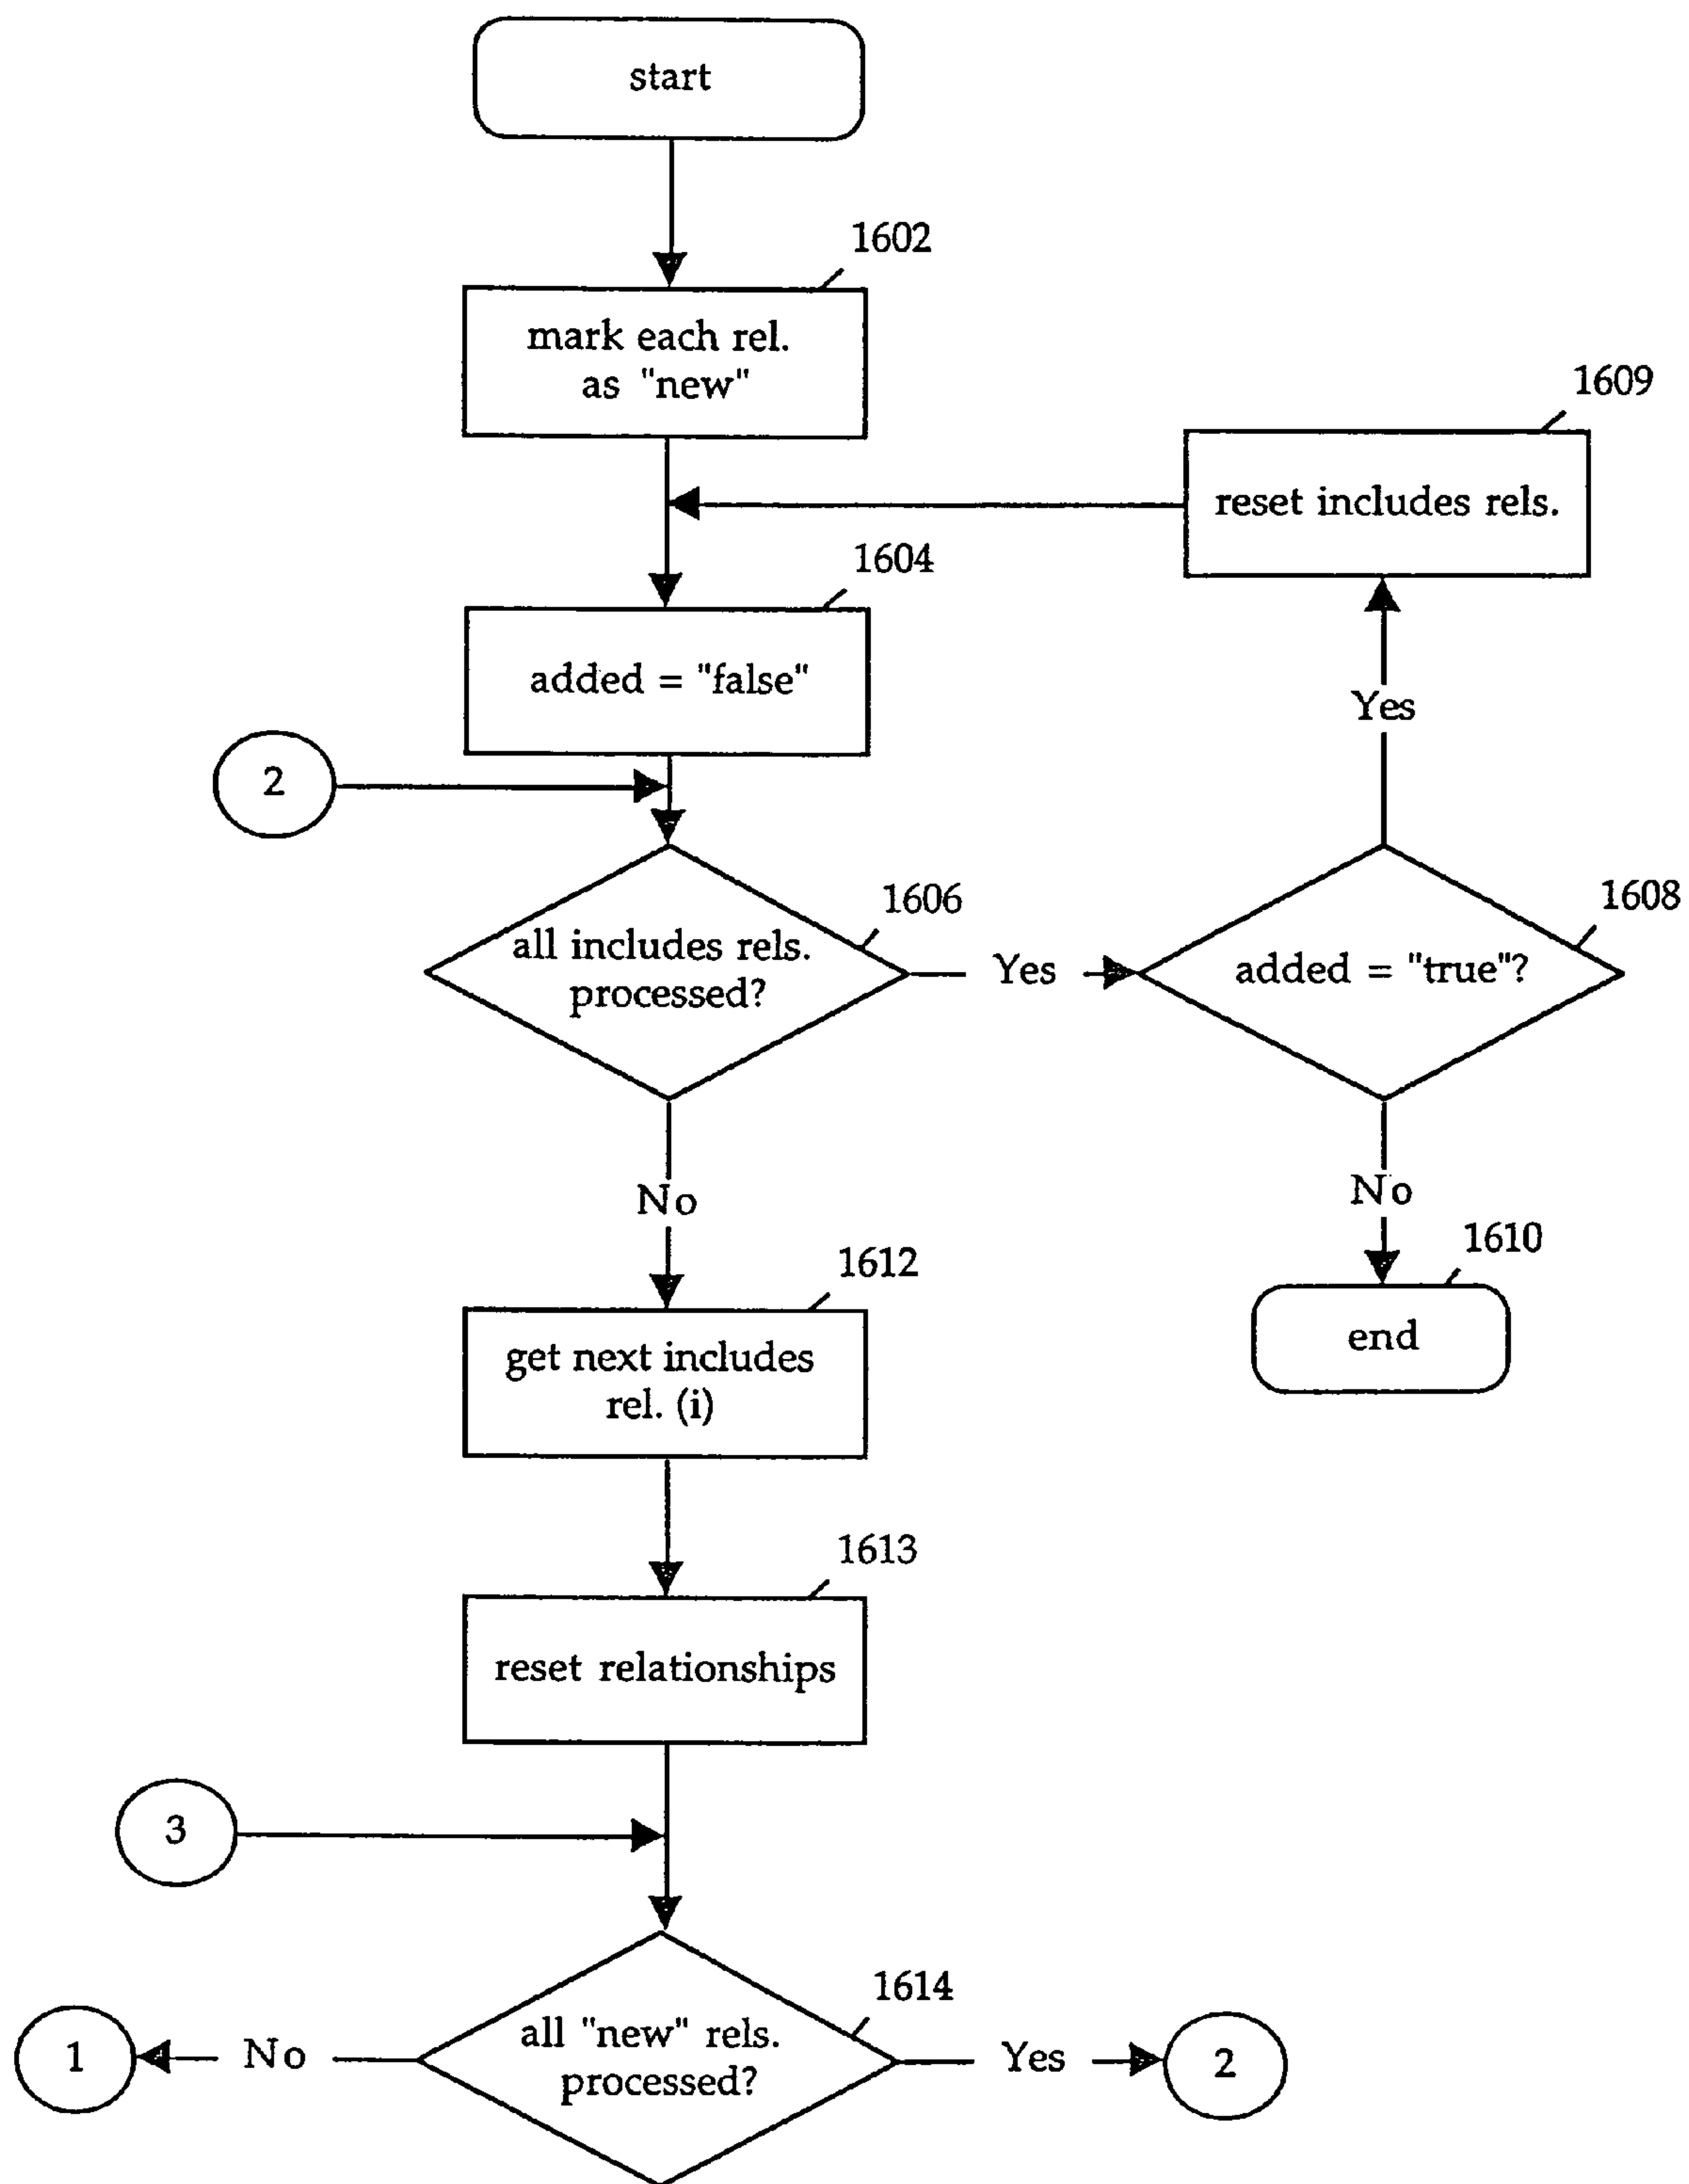 start
1602
mark each rel.
as "new"
1609
reset includes rels.
1604
added = "false"
Yes
2
1606
all includes rels.
processed?
Yes
1608
added = "true"?
No
No
1610
end
1612
get next includes
rel. (i)
1613
reset relationships
3
1614
all "new" rels.
processed?
No
1
Yes
2